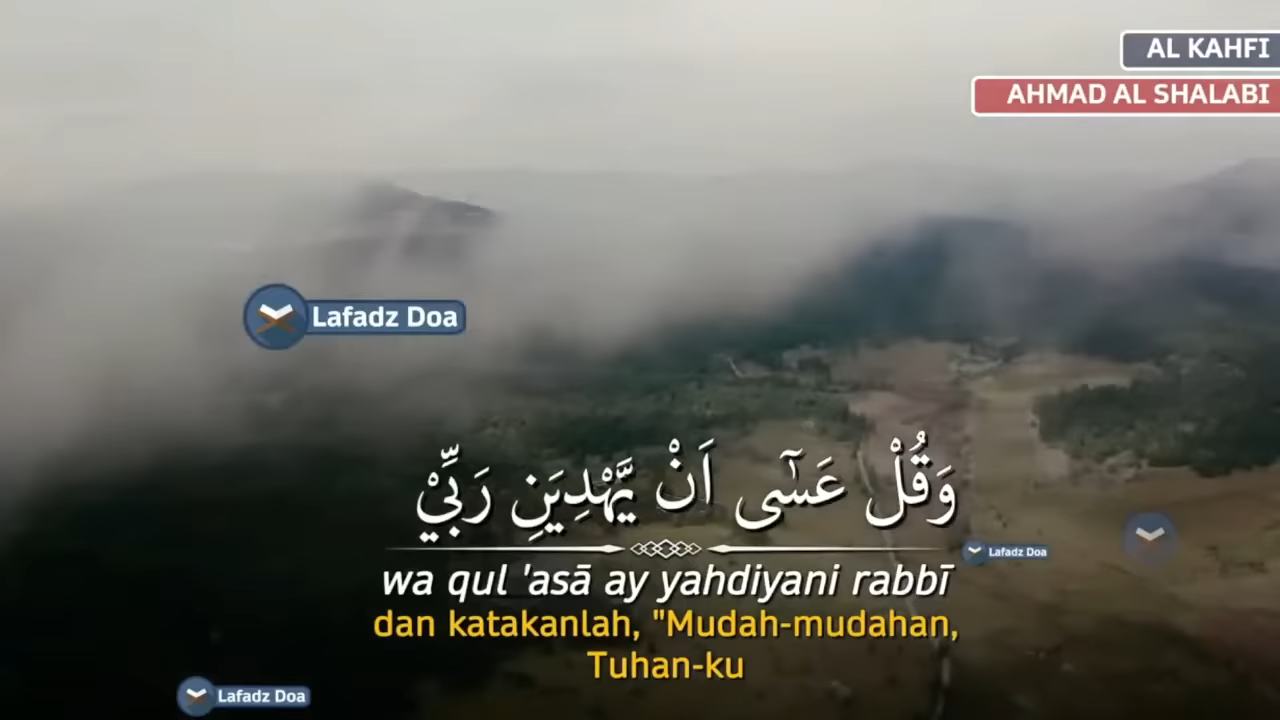 AL KAHFI
AHMAD AL SHALABI
Lafadz Doa
وَقُلْ عَسٰٓى اَنْ يَّهْدِيَنِ رَبِّيْ
Lafadz Doa
wa qul 'asā ay yahdiyani rabbī
dan katakanlah, "Mudah-mudahan,
Tuhan-ku
Lafadz Doa